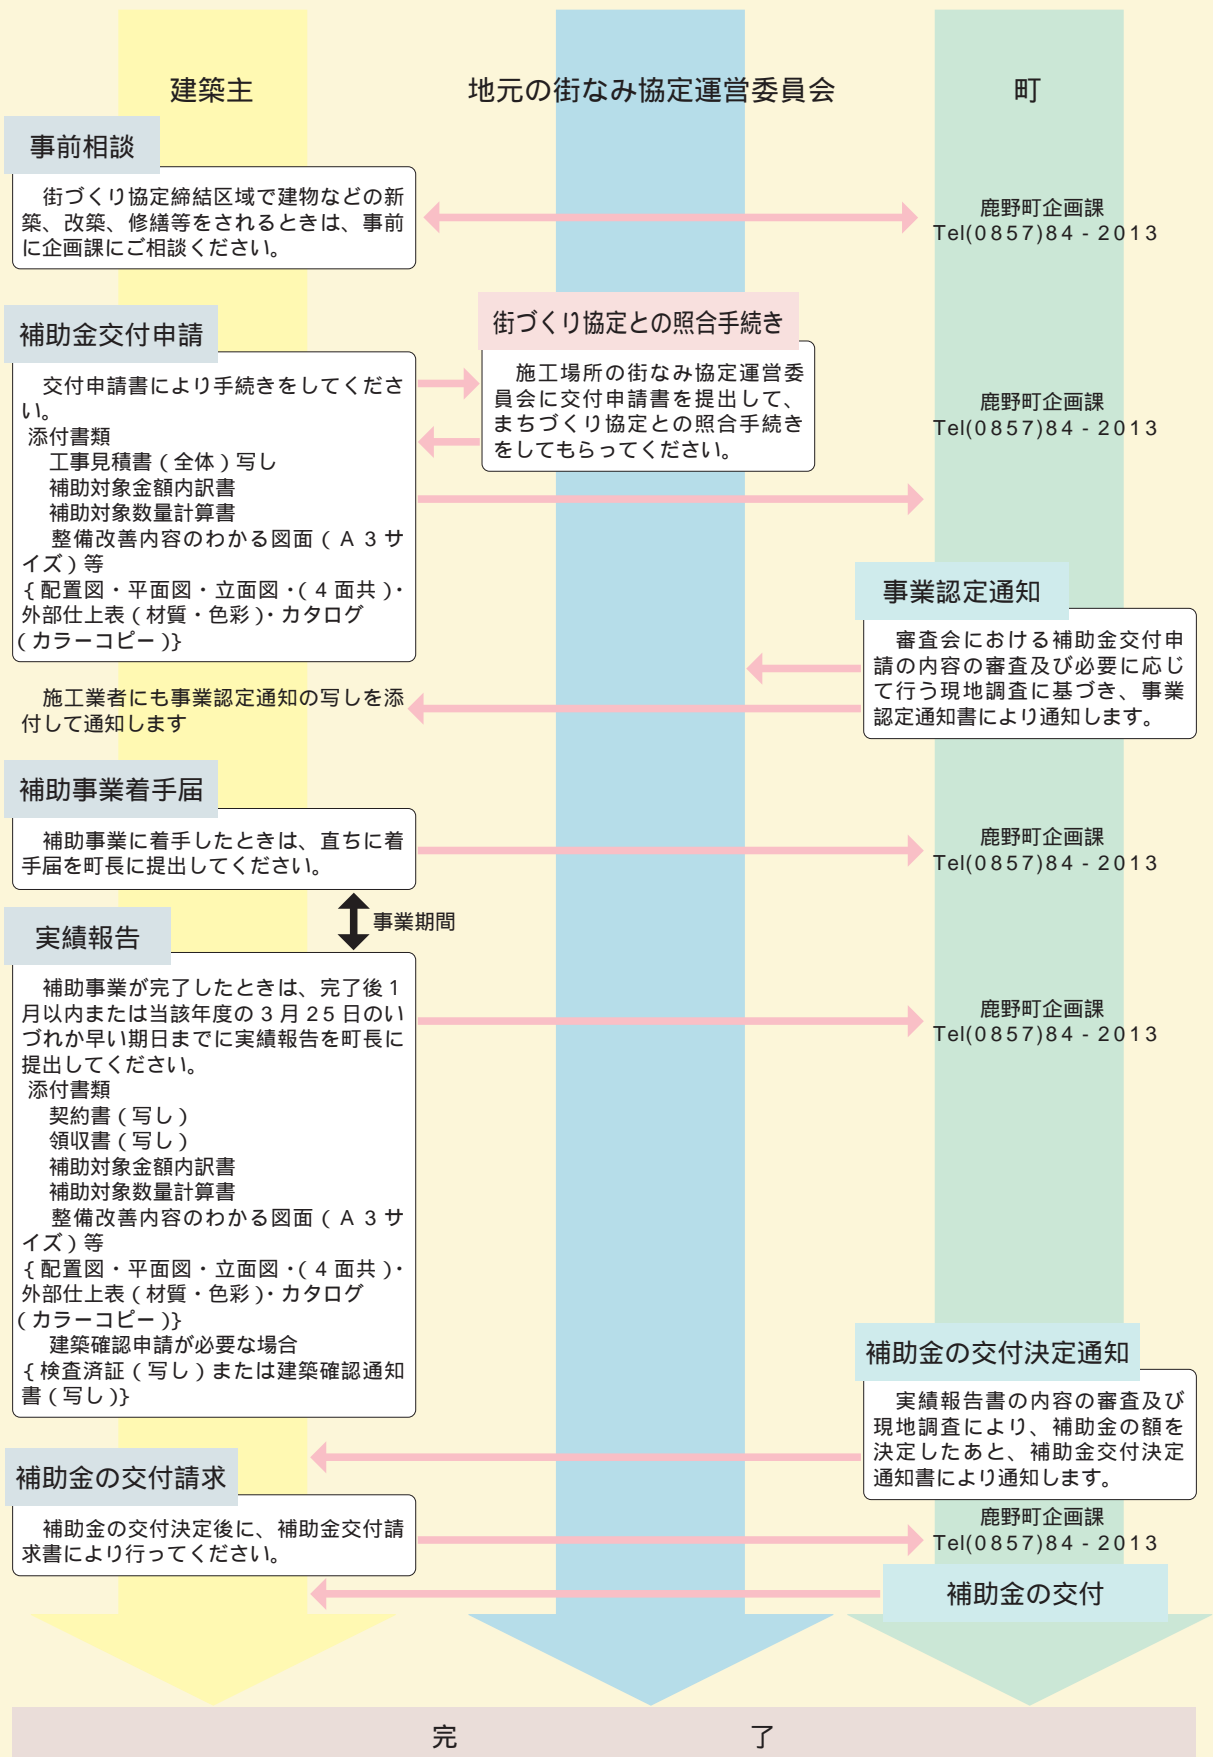 建築主
地元の街なみ協定運営委員会
町
事前相談
街づくり協定締結区域で建物などの新
築、改築、修繕等をされるときは、事前
に企画課にご相談ください。
鹿野町企画課
Tel(0857)84-2013
補助金交付申請
交付申請書により手続きをしてくださ
い。
添付書類
工事見積書(全体)写し
補助対象金額内訳書
補助対象数量計算書
整備改善内容のわかる図面(A3サ
イズ)等
{配置図・平面図・立面図・(4面共)・
外部仕上表(材質・色彩)・カタログ
(カラーコピー)}
街づくり協定との照合手続き
施工場所の街なみ協定運営委
員会に交付申請書を提出して、
まちづくり協定との照合手続き
をしてもらってください。
鹿野町企画課
Tel(0857)84-2013
事業認定通知
審査会における補助金交付申
請の内容の審査及び必要に応じ
て行う現地調査に基づき、事業
認定通知書により通知します。
施工業者にも事業認定通知の写しを添
付して通知します
補助事業着手届
補助事業に着手したときは、直ちに着
手届を町長に提出してください。
鹿野町企画課
Tel(0857)84-2013
事業期間
実績報告
補助事業が完了したときは、完了後1
月以内または当該年度の3月25日のい
づれか早い期日までに実績報告を町長に
提出してください。
添付書類
契約書(写し)
領収書(写し)
補助対象金額内訳書
補助対象数量計算書
整備改善内容のわかる図面(A3サ
イズ)等
{配置図・平面図・立面図・(4面共)・
外部仕上表(材質・色彩)・カタログ
(カラーコピー)}
建築確認申請が必要な場合
{検査済証(写し)または建築確認通知
書(写し)}
鹿野町企画課
Tel(0857)84-2013
補助金の交付決定通知
実績報告書の内容の審査及び
現地調査により、補助金の額を
決定したあと、補助金交付決定
通知書により通知します。
補助金の交付請求
補助金の交付決定後に、補助金交付請
求書により行ってください。
鹿野町企画課
Tel(0857)84-2013
補助金の交付
完 了